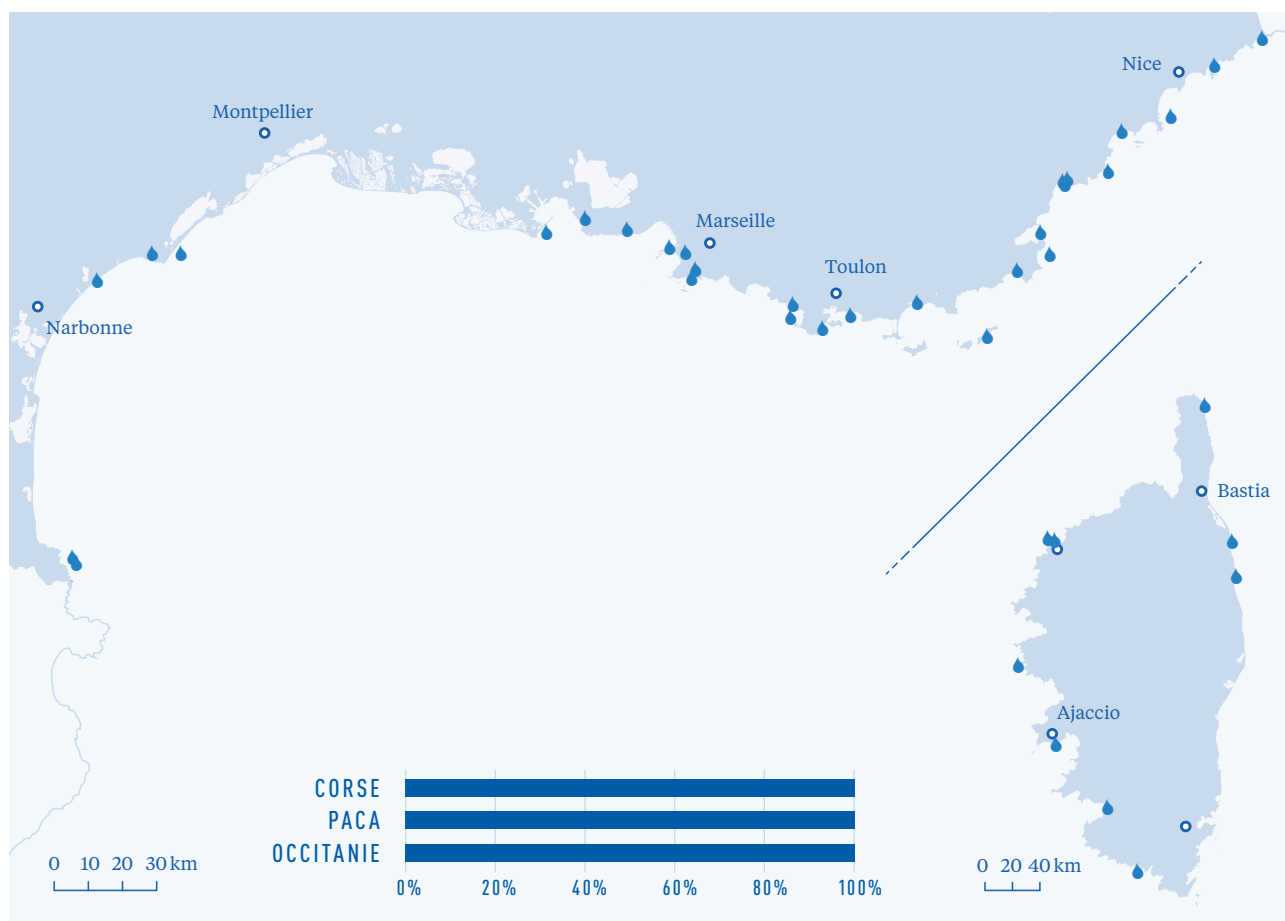 Nice
Montpellier
Marseille
Toulon
Narbonne
Bastia
Ajaccio
CORSE
PACA
OCCITANIE
0% 20% 40% 60% 80% 100%
0 10 20 30 km
0 20 40 km